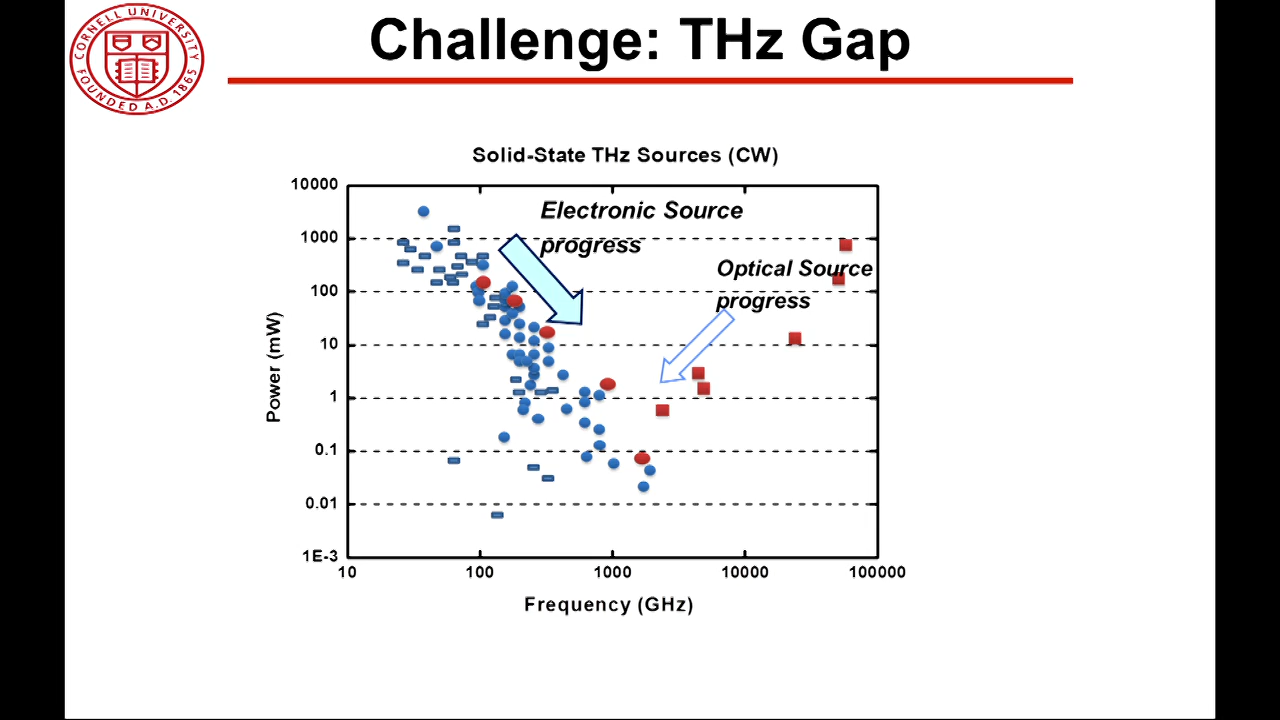 CORNELL UNIVERSITY
FOUNDED A.D. 1865
Challenge: THz Gap
Solid-State THz Sources (CW)
10000
1000
100
10
1
0.1
0.01
1E-3
Power (mW)
Electronic Source
progress
Optical Source
progress
10
100
1000
10000
100000
Frequency (GHz)